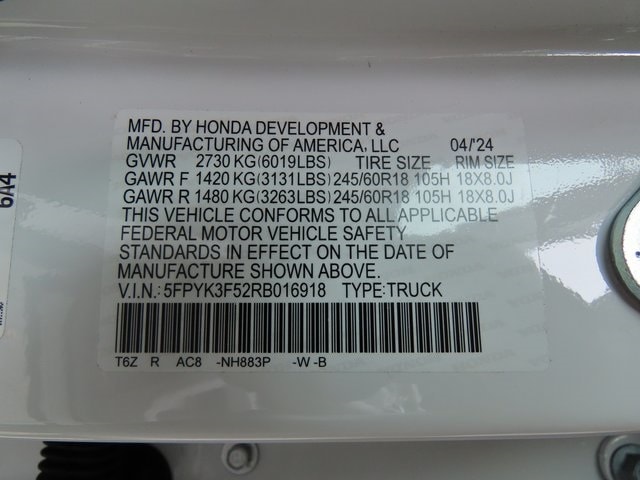 MFD. BY HONDA DEVELOPMENT &
MANUFACTURING OF AMERICA, LLC 04/'24
GVWR 2730 KG(6019LBS) TIRE SIZE RIM SIZE
GAWR F 1420 KG(3131LBS) 245/60R18 105H 18X8.0J
GAWR R 1480 KG(3263LBS) 245/60R18 105H 18X8.0J
THIS VEHICLE CONFORMS TO ALL APPLICABLE
FEDERAL MOTOR VEHICLE SAFETY
STANDARDS IN EFFECT ON THE DATE OF
MANUFACTURE SHOWN ABOVE.
V.I.N.: 5FPYK3F52RB016918 TYPE:TRUCK
T6Z R AC8 -NH883P -W -B
6A4